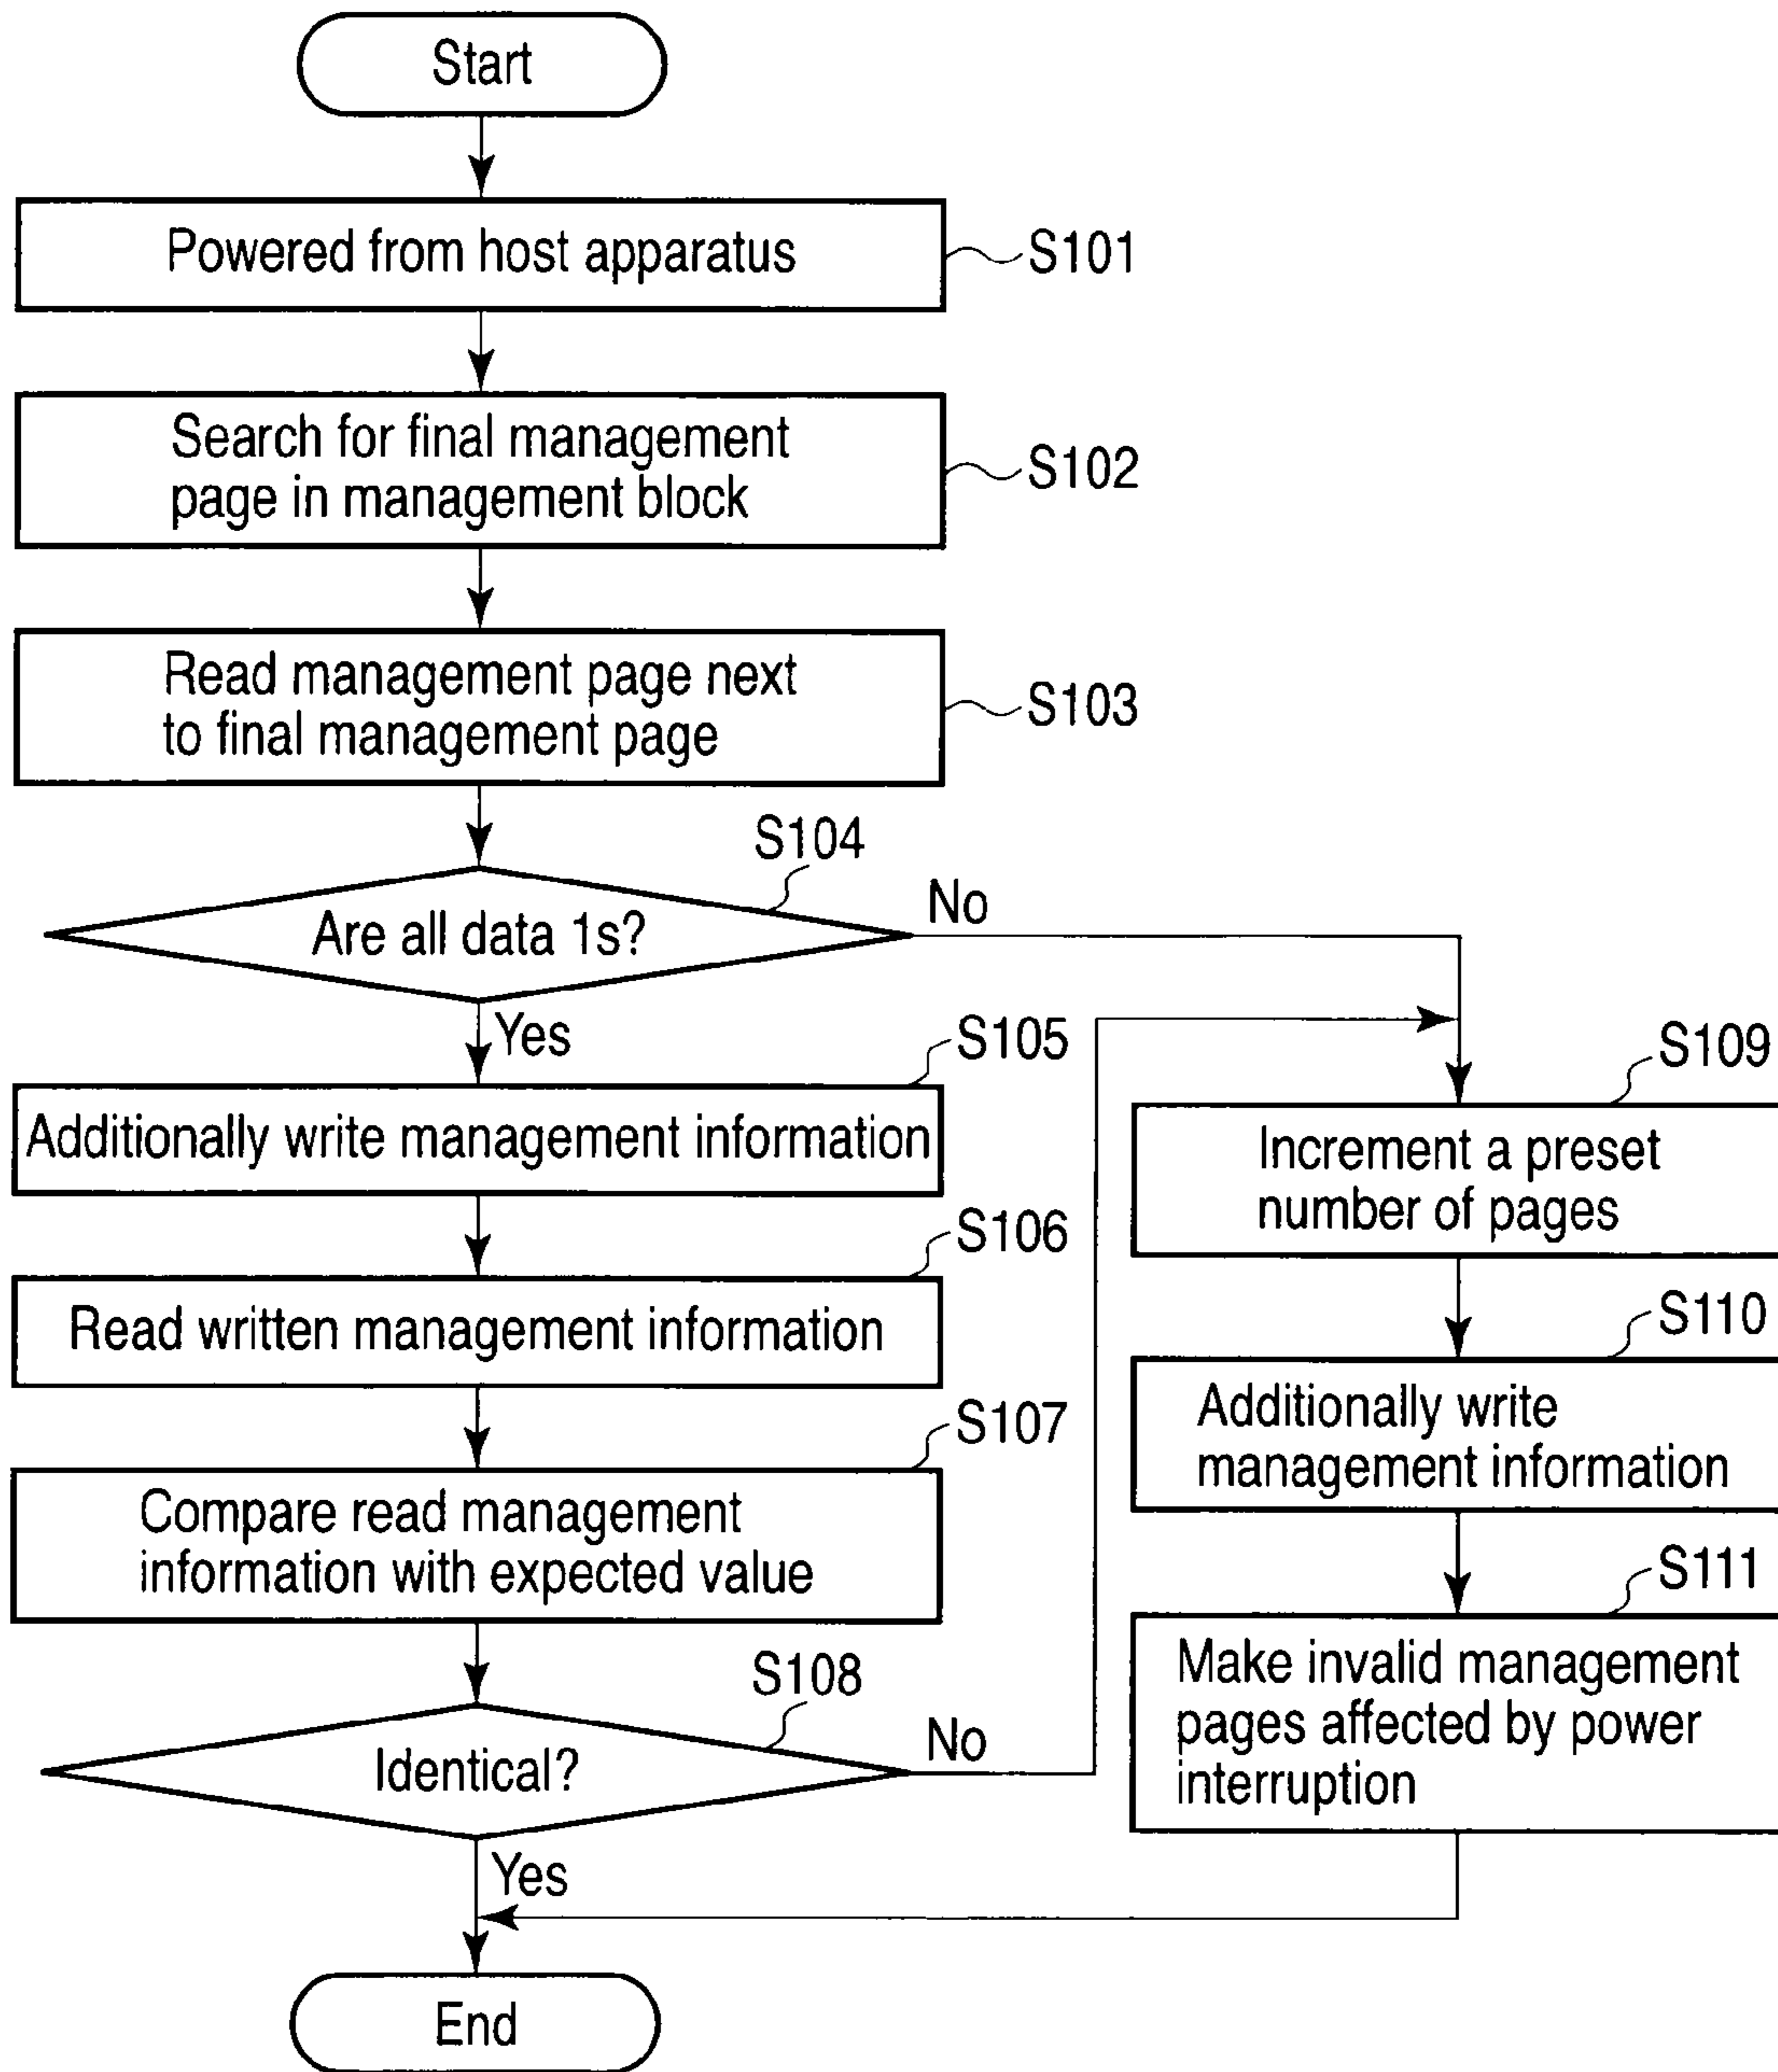 Start
Powered from host apparatus
S101
Search for final management
page in management block
S102
Read management page next
to final management page
S103
S104
Are all data 1s?
No
Yes
S105
Additionally write management information
S106
Read written management information
S107
Compare read management
information with expected value
S108
Identical?
No
Yes
S109
Increment a preset
number of pages
S110
Additionally write
management information
S111
Make invalid management
pages affected by power
interruption
End